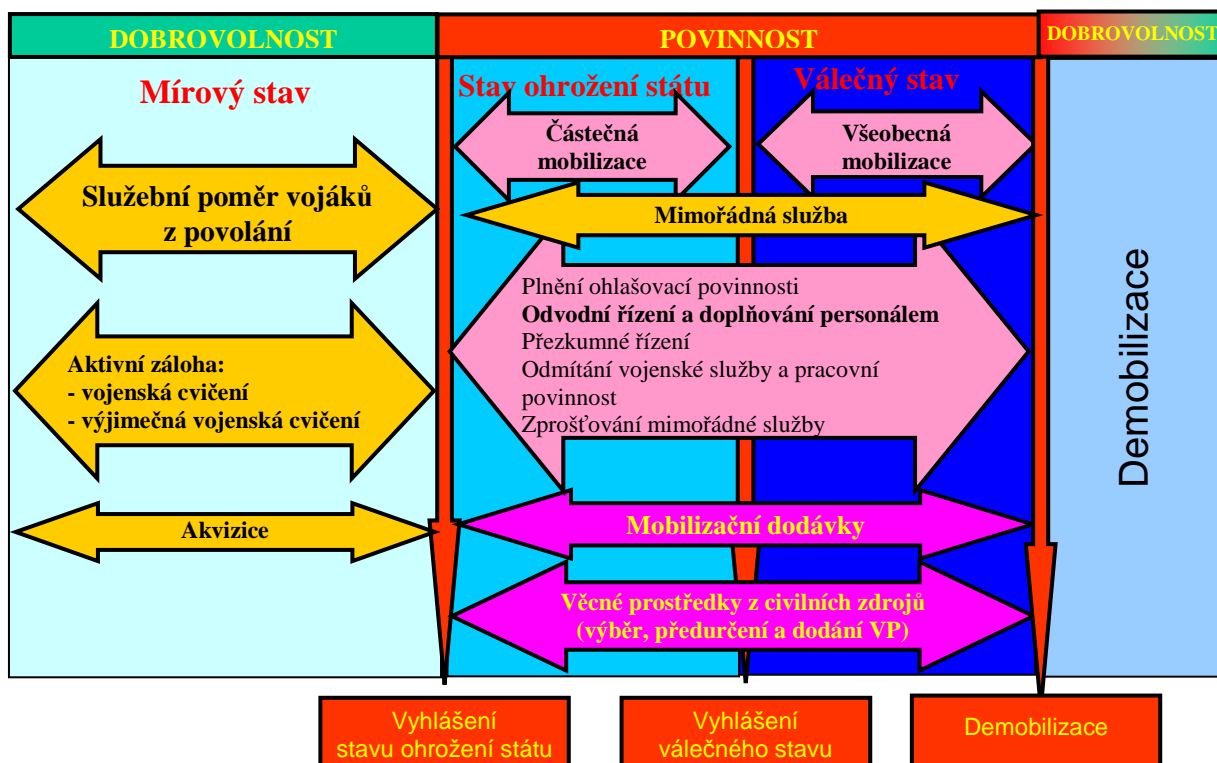 DOBROVOLNOST
POVINNOST
DOBROVOLNOST
Mírový stav
Stav ohrožení státu
Válečný stav
Částečná
mobilizace
Všeobecná
mobilizace
Služební poměr vojáků
z povolání
Mimořádná služba
Plnění ohlašovací povinnosti
Odvodní řízení a doplňování personálem
Přezkumné řízení
Odmítání vojenské služby a pracovní
povinnost
Zprošťování mimořádné služby
Aktivní záloha:
- vojenská cvičení
- výjimečná vojenská cvičení
Demobilizace
Akvizice
Mobilizační dodávky
Věcné prostředky z civilních zdrojů
(výběr, předurčení a dodání VP)
Vyhlášení
stavu ohrožení státu
Vyhlášení
válečného stavu
Demobilizace